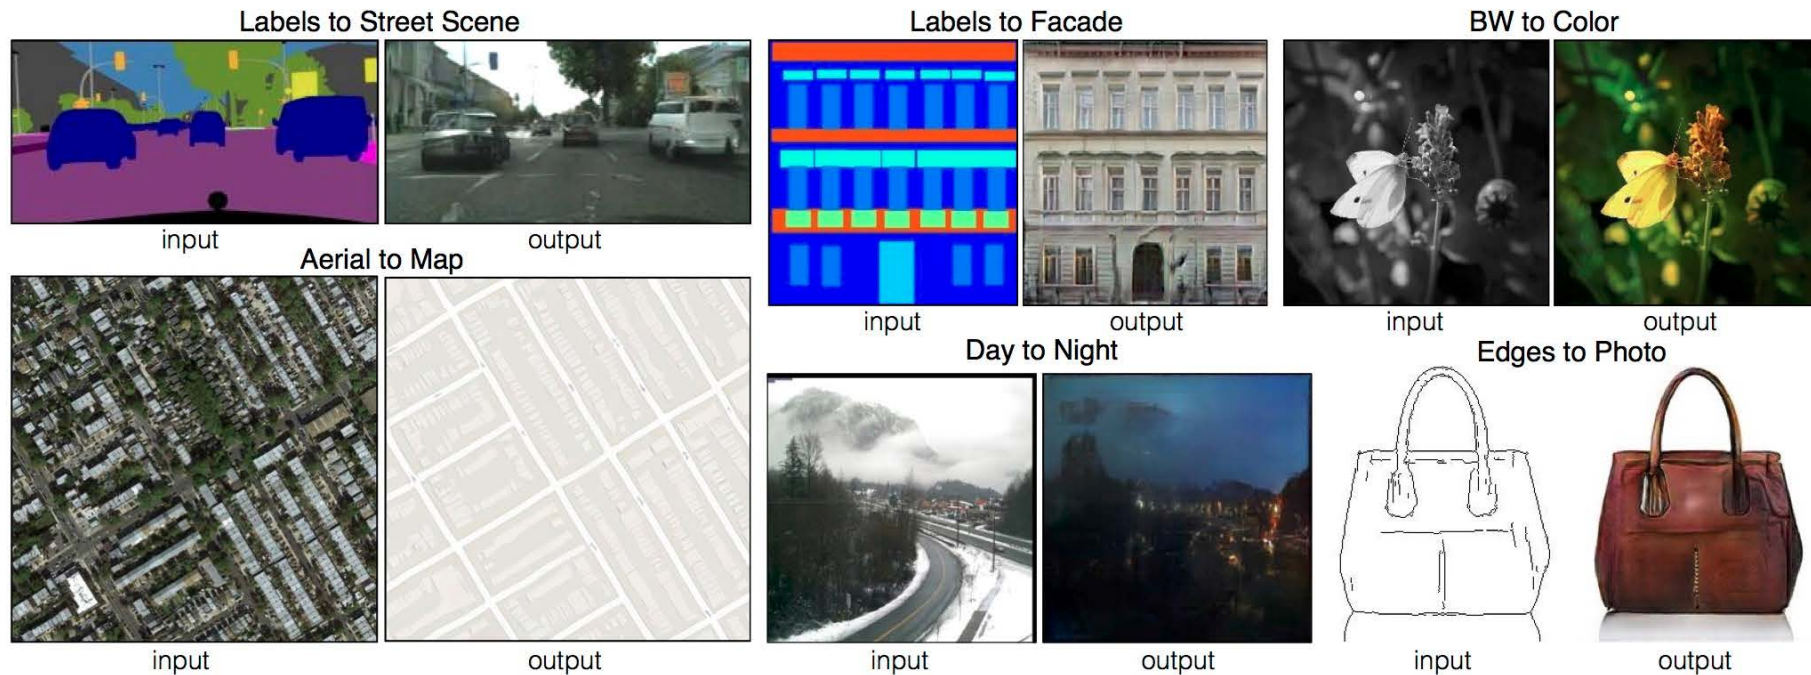 Labels to Street Scene
input
output
Aerial to Map
input
output
Labels to Facade
input
output
BW to Color
input
output
Day to Night
input
output
Edges to Photo
input
output